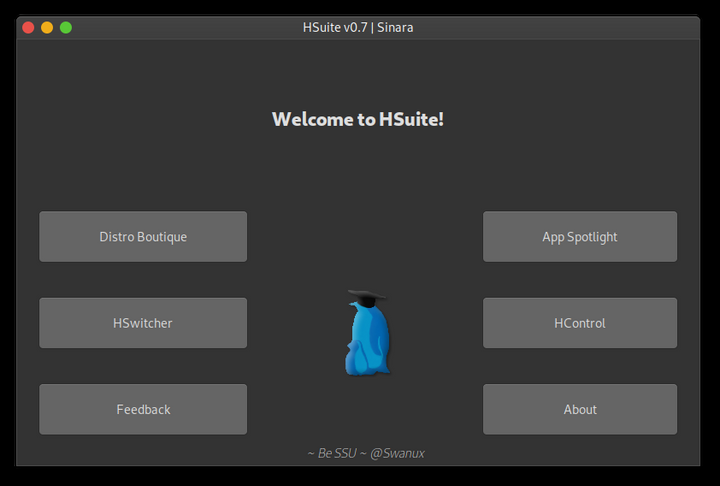 HSuite v0.7 | Sinara
Welcome to HSuite!
Distro Boutique
App Spotlight
HSwitcher
HControl
Feedback
About
~ Be SSU ~ @Swanux